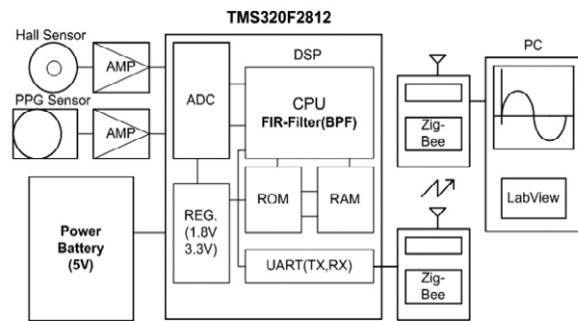 TMS320F2812
Hall Sensor
AMP
PPG Sensor
AMP
ADC
DSP
CPU
FIR-Filter(BPF)
ROM
RAM
REG.
(1.8V
3.3V)
UART(TX,RX)
Power
Battery
(5V)
Zig-
Bee
Zig-
Bee
PC
LabView